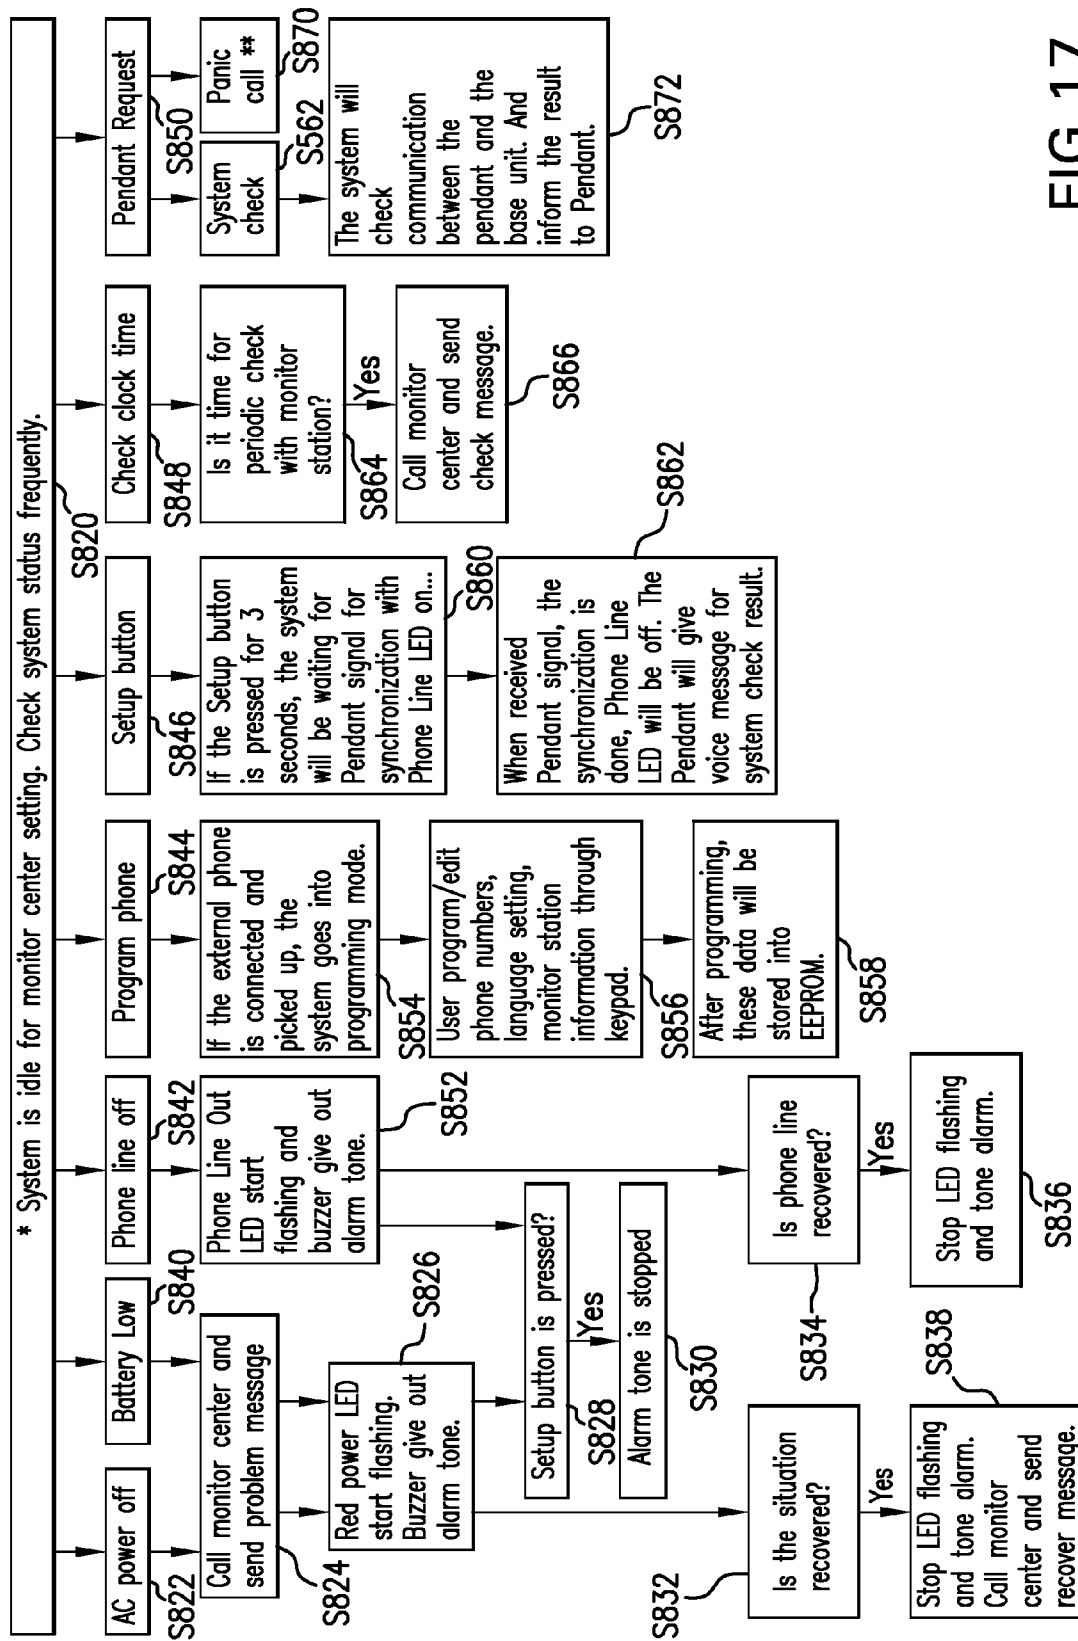 * System is idle for monitor center setting. Check system status frequently.
S820
AC power off
S822
Battery Low
S840
Phone line off
S842
Program phone
S844
Setup button
S846
Check clock time
S848
Pendant Request
S850
Call monitor center and
send problem message
S824
Red power LED
start flashing.
Buzzer give out
alarm tone.
S826
Phone Line Out
LED start
flashing and
buzzer give out
alarm tone.
S852
Setup button is pressed?
S828
Yes
Alarm tone is stopped
S830
Is the situation
recovered?
S832
Yes
Stop LED flashing
and tone alarm.
Call monitor
center and send
recover message.
S838
Is phone line
recovered?
S834
Yes
Stop LED flashing
and tone alarm.
S836
If the external phone
is connected and
picked up, the
system goes into
programming mode.
S854
User program/edit
phone numbers,
language setting,
monitor station
information through
keypad.
S856
After programming,
these data will be
stored into
EEPROM.
S858
If the Setup button
is pressed for 3
seconds, the system
will be waiting for
Pendant signal for
synchronization with
Phone Line LED on...
S860
When received
Pendant signal, the
synchronization is
done, Phone Line
LED will be off. The
Pendant will give
voice message for
system check result.
S862
Is it time for
periodic check
with monitor
station?
S864
Yes
Call monitor
center and send
check message.
S866
System
check
S562
Panic
call **
S870
The system will
check
communication
between the
pendant and the
base unit. And
inform the result
to Pendant.
S872
FIG.17